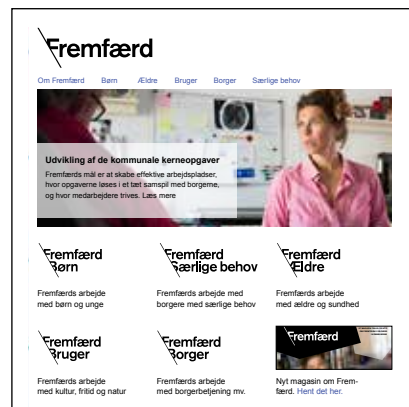 Fremfærd
Om Fremfærd Børn Ældre Bruger Borger Særlige behov
Udvikling af de kommunale kerneopgaver
Fremfærds mål er at skabe effektive arbejdspladser,
hvor opgaverne løses i et tæt samspil med borgerne,
og hvor medarbejdere trives. Læs mere
Fremfærd
Børn
Fremfærds arbejde
med børn og unge
Fremfærd
Særlige behov
Fremfærds arbejde med
borgere med særlige behov
Fremfærd
Ældre
Fremfærds arbejde
med ældre og sundhed
Fremfærd
Bruger
Fremfærds arbejde
med kultur, fritid og natur
Fremfærd
Borger
Fremfærds arbejde
med borgerbetjening mv.
Fremfærd
Nyt magasin om Frem-
færd. Hent det her.